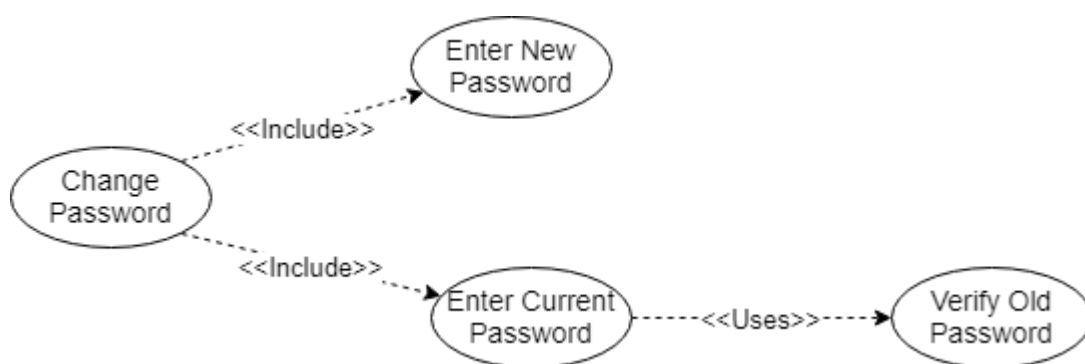 Enter New
Password
<<Include>>
Change
Password
<<Include>>
Enter Current
Password
<<Uses>>
Verify Old
Password